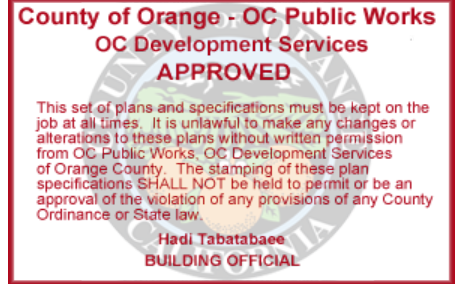 County of Orange - OC Public Works
OC Development Services
APPROVED
This set of plans and specifications must be kept on the
job at all times. It is unlawful to make any changes or
alterations to these plans without written permission
from OC Public Works, OC Development Services
of Orange County. The stamping of these plan
specifications SHALL NOT be held to permit or be an
approval of the violation of any provisions of any County
Ordinance or State law.
Hadi Tabatabaee
BUILDING OFFICIAL
COUNTY OF ORANGE
CALIFORNIA